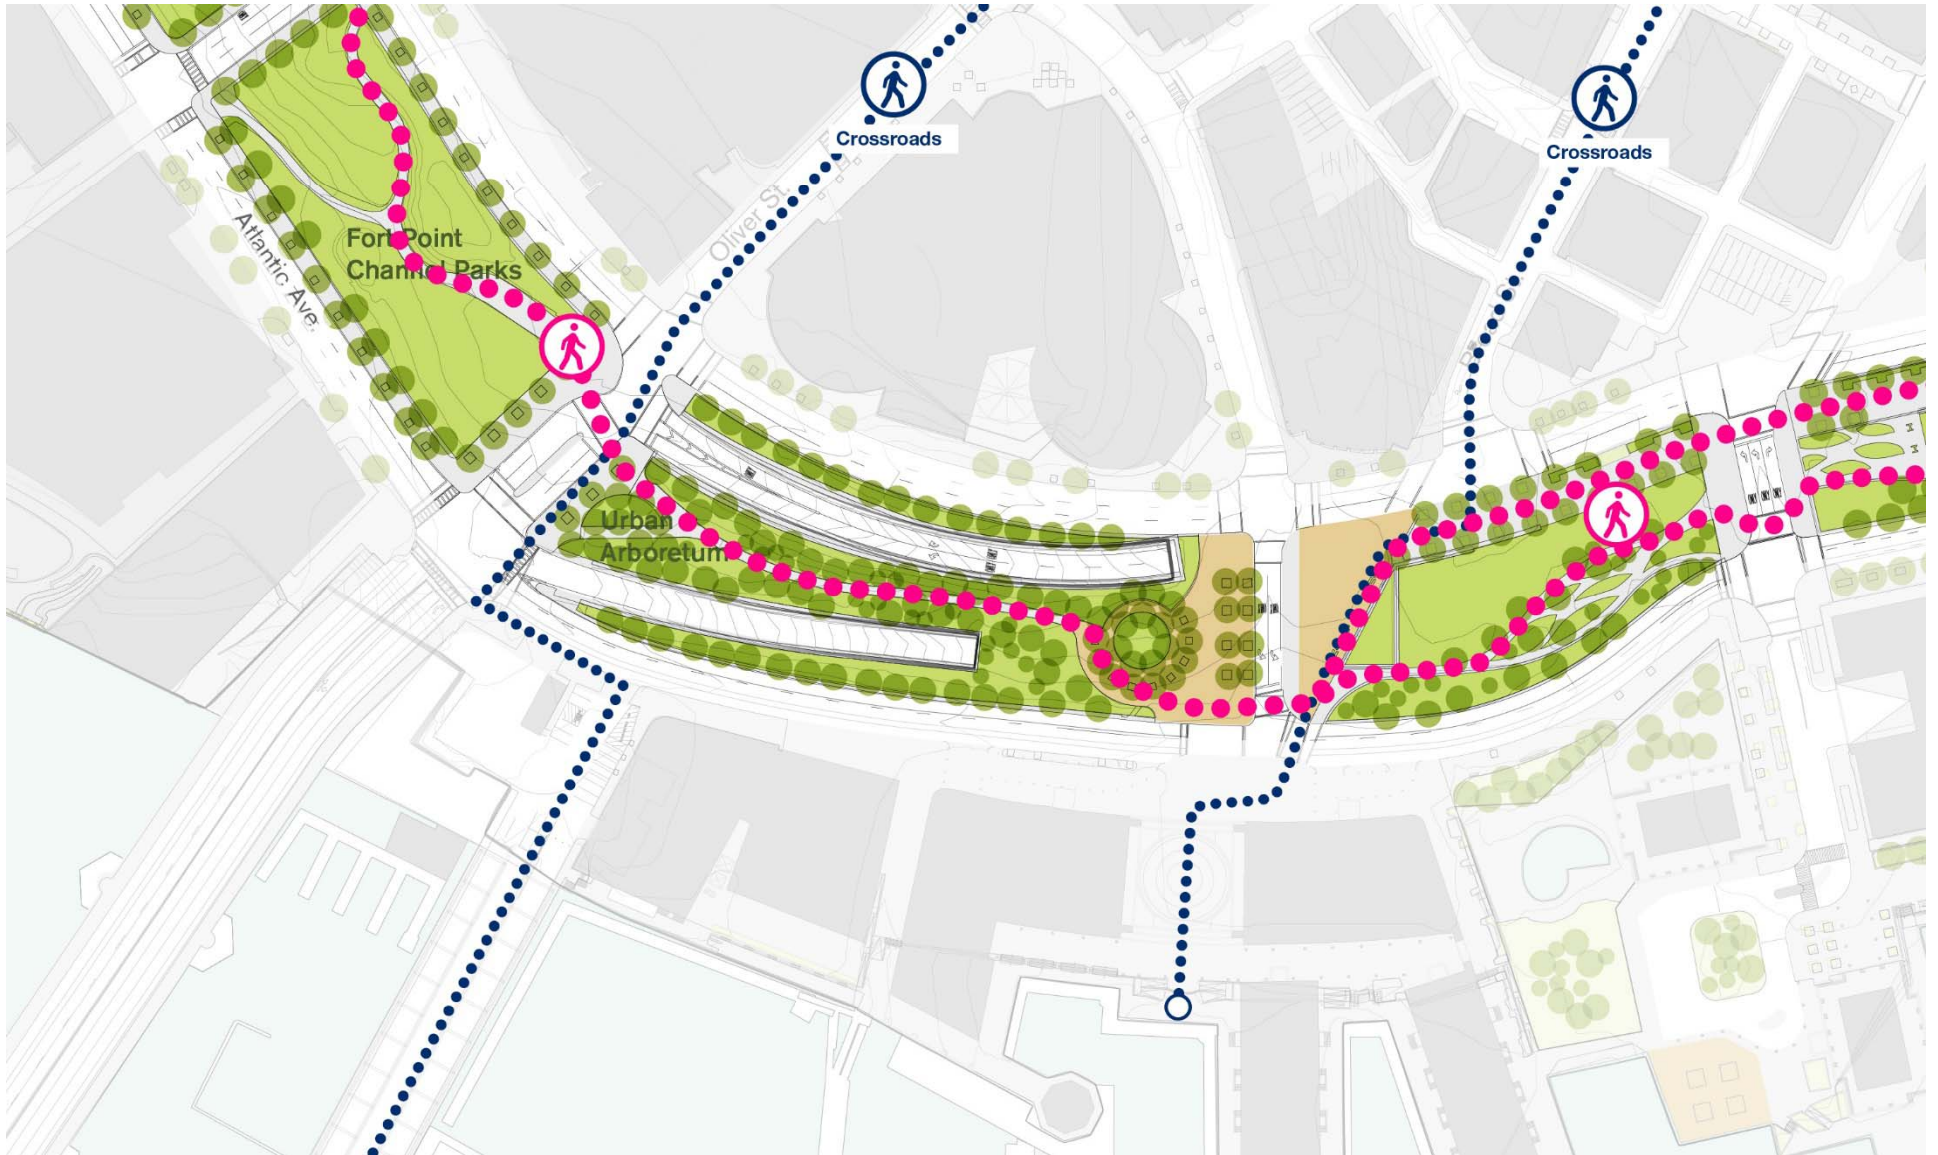 Crossroads
Crossroads
Oliver St.
Atlantic Ave.
Fort Point
Channel Parks
Urban
Arboretum